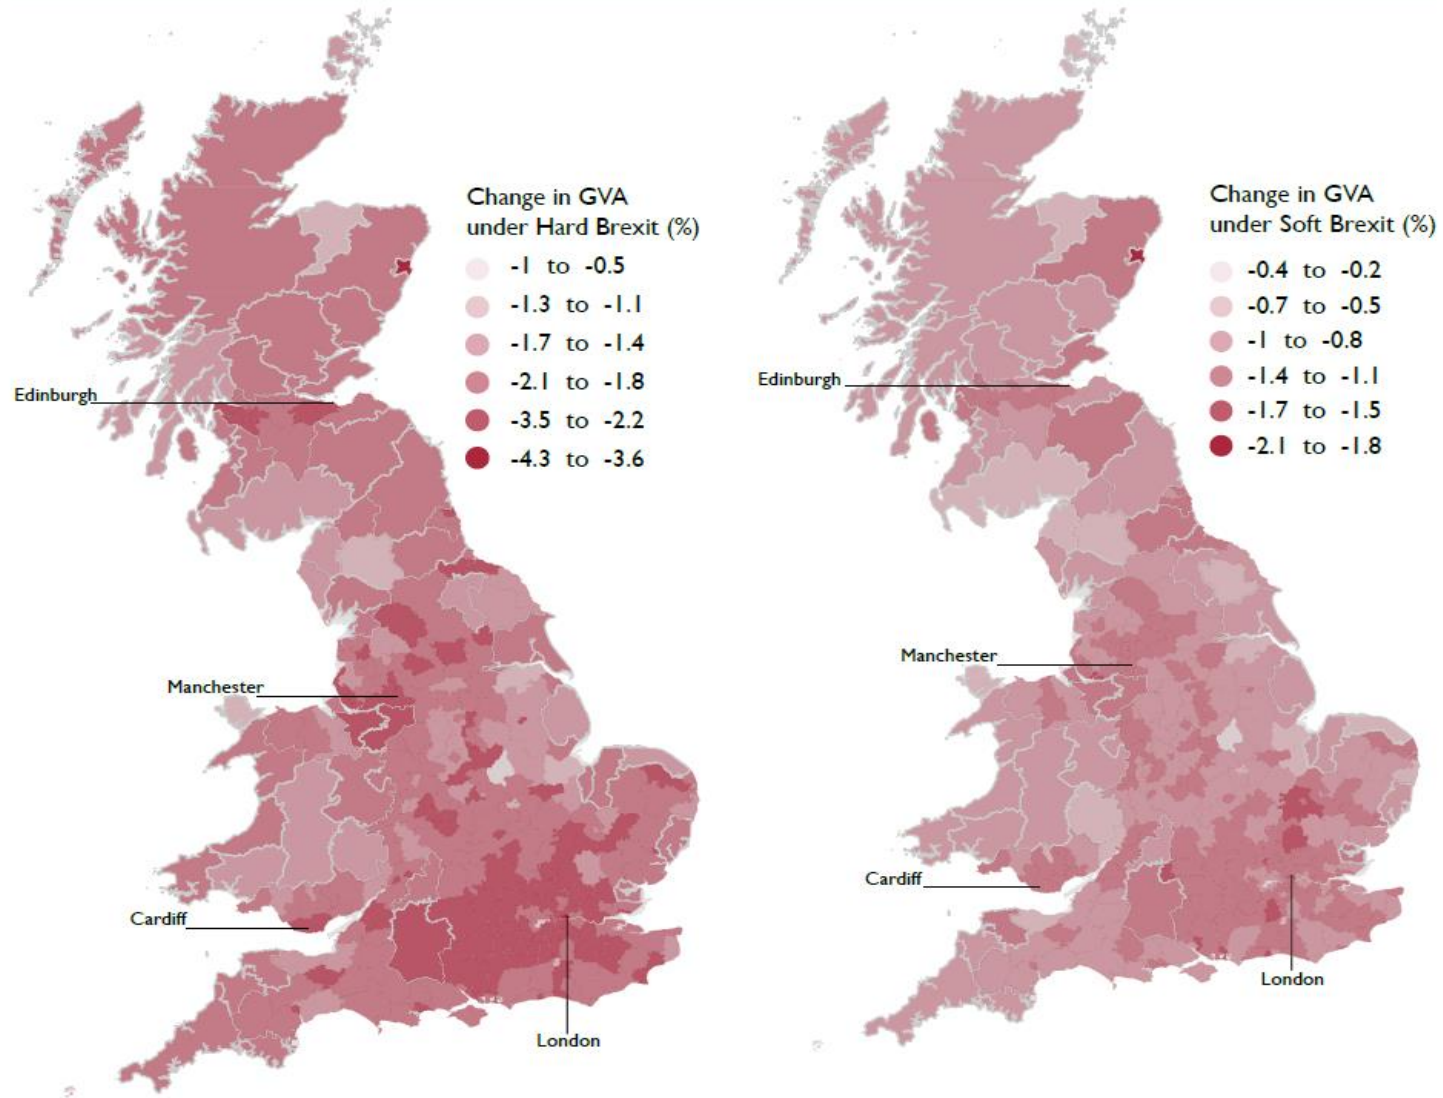 Change in GVA
under Hard Brexit (%)
-1 to -0.5
-1.3 to -1.1
-1.7 to -1.4
-2.1 to -1.8
-3.5 to -2.2
-4.3 to -3.6
Edinburgh
Manchester
Cardiff
London
Change in GVA
under Soft Brexit (%)
-0.4 to -0.2
-0.7 to -0.5
-1 to -0.8
-1.4 to -1.1
-1.7 to -1.5
-2.1 to -1.8
Edinburgh
Manchester
Cardiff
London